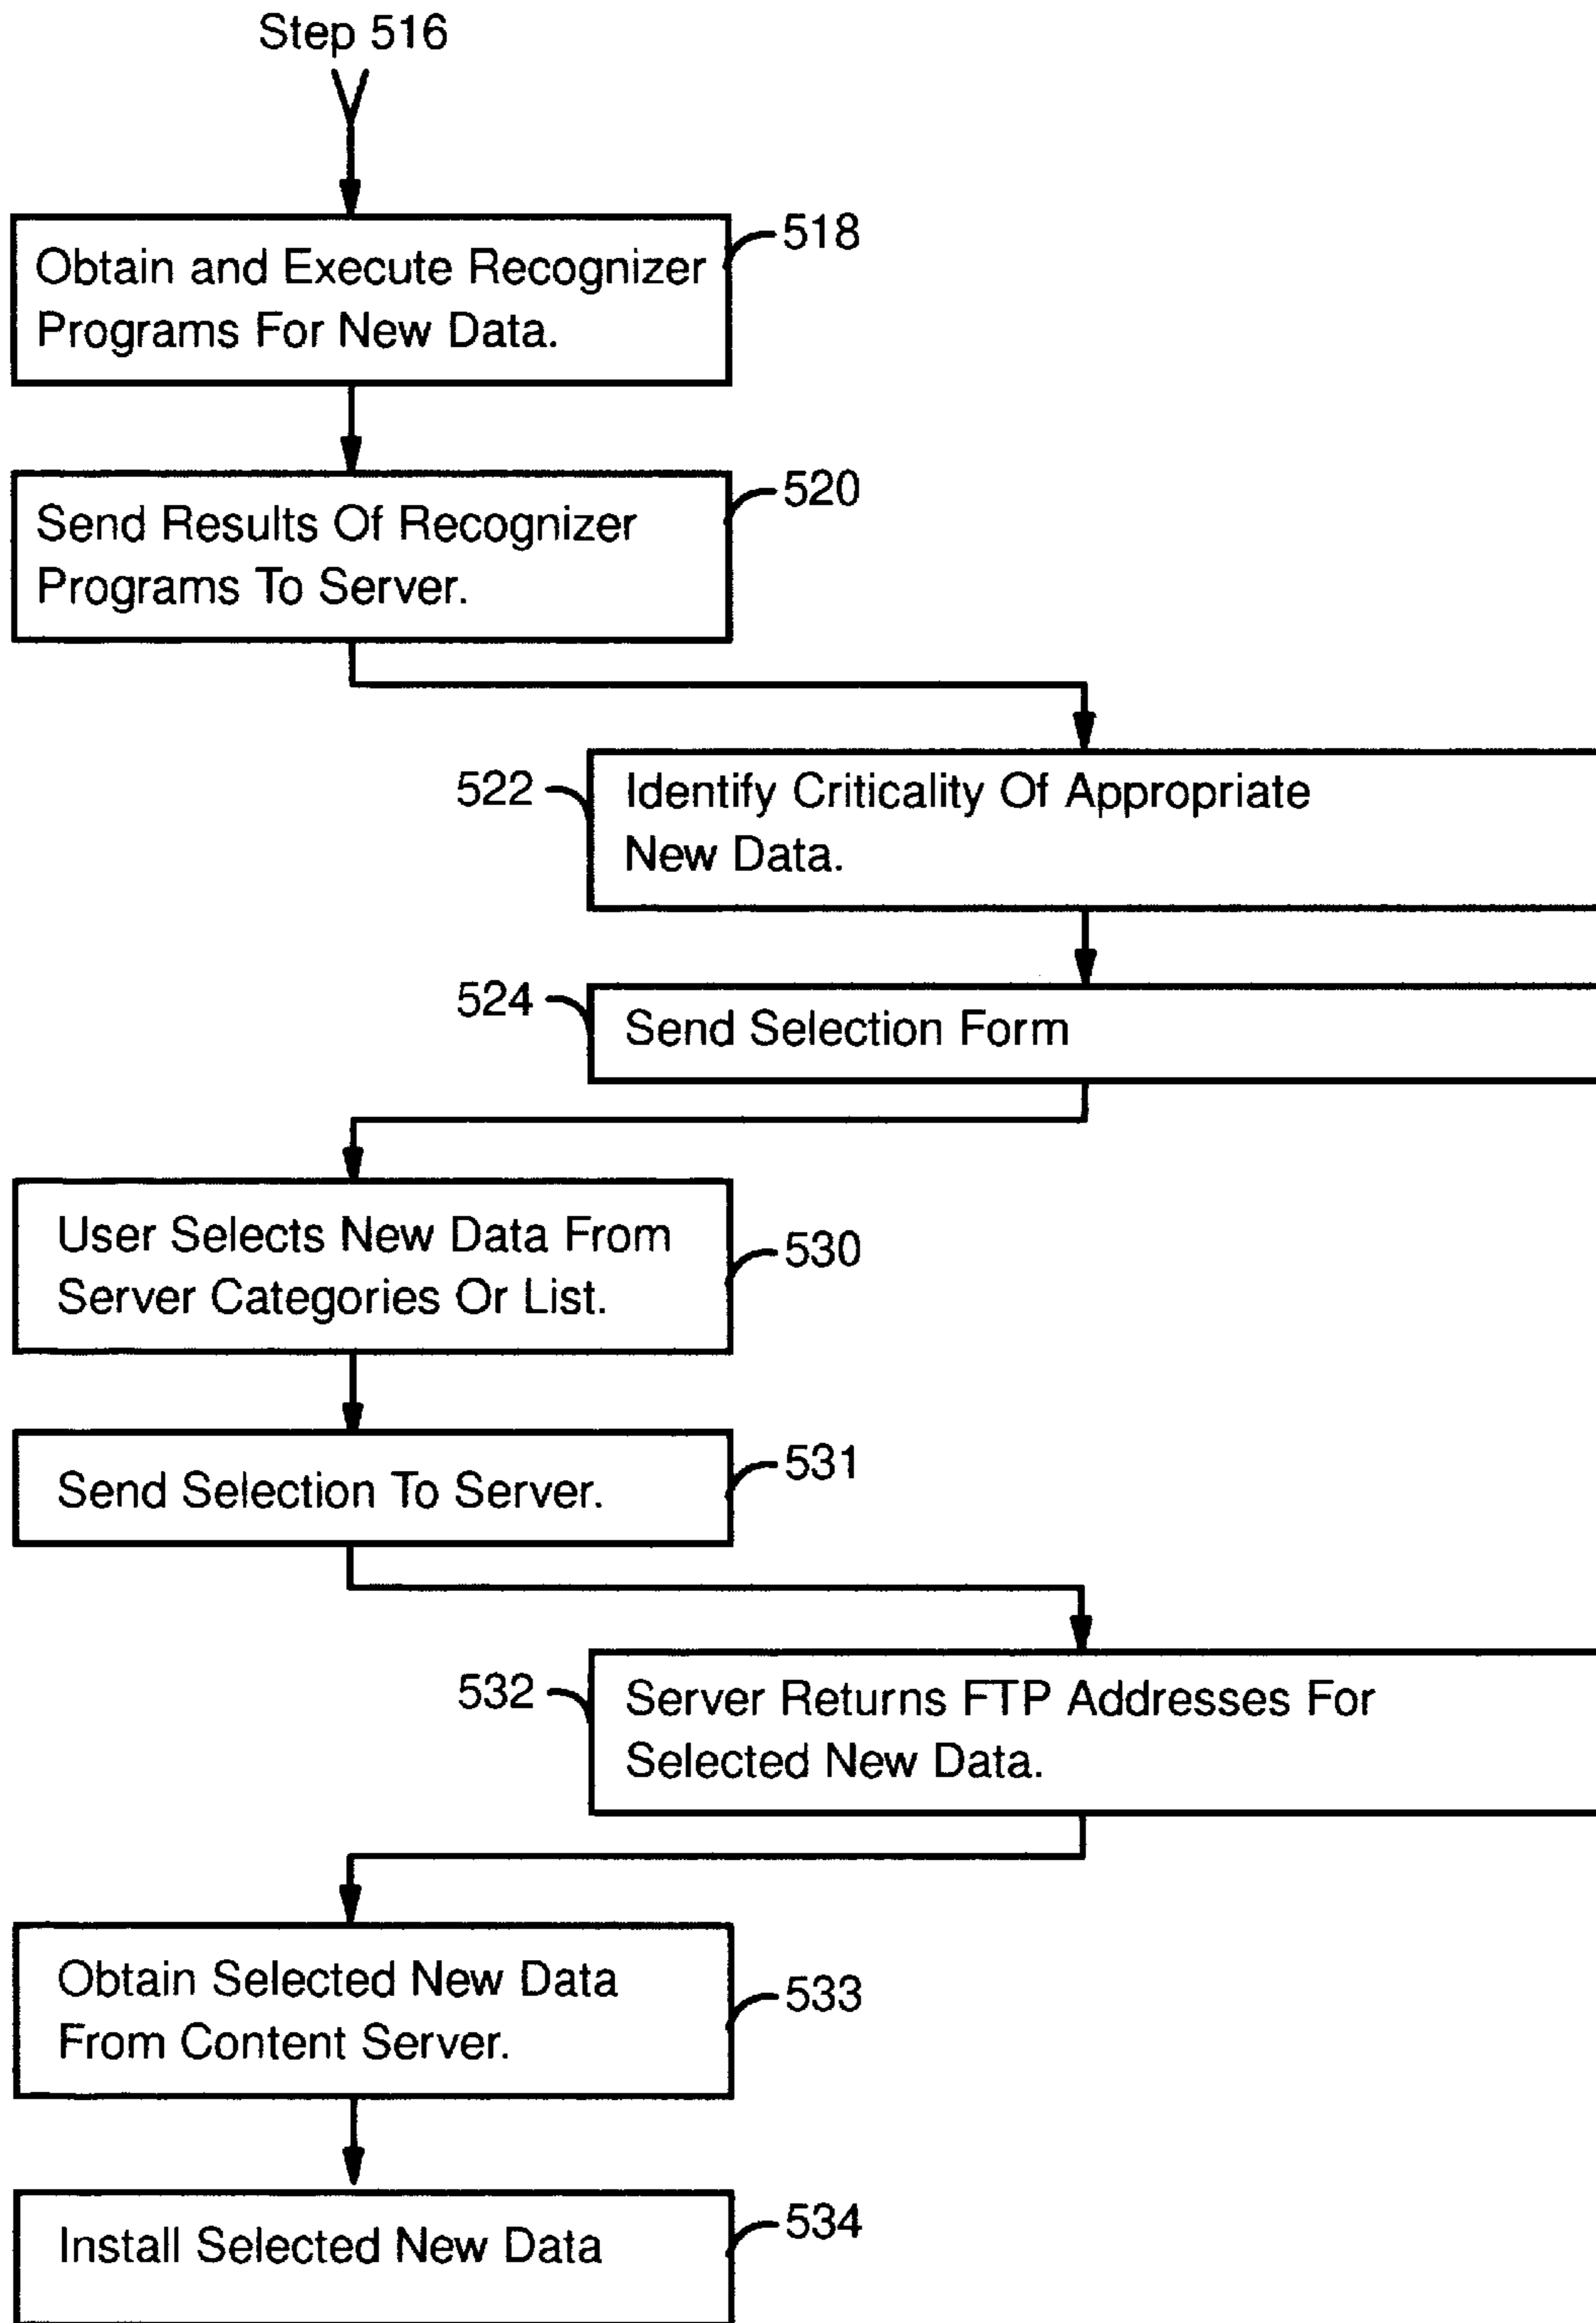 Step 516
518
Obtain and Execute Recognizer
Programs For New Data.
520
Send Results Of Recognizer
Programs To Server.
522
Identify Criticality Of Appropriate
New Data.
524
Send Selection Form
User Selects New Data From
Server Categories Or List.
530
Send Selection To Server.
531
532
Server Returns FTP Addresses For
Selected New Data.
Obtain Selected New Data
From Content Server.
533
Install Selected New Data
534